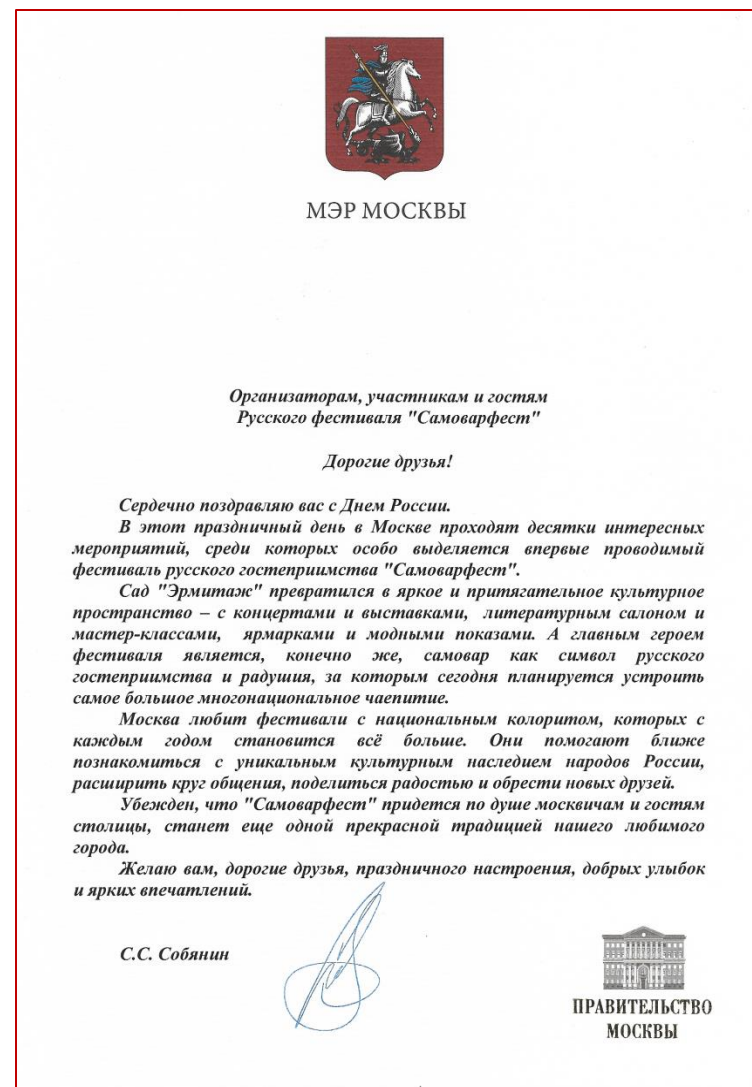 МЭР МОСКВЫ
Организаторам, участникам и гостям
Русского фестиваля "Самоварфест"
Дорогие друзья!
Сердечно поздравляю вас с Днем России.
В этот праздничный день в Москве проходят десятки интересных
мероприятий, среди которых особо выделяется впервые проводимый
фестиваль русского гостеприимства "Самоварфест".
Сад "Эрмитаж" превратился в яркое и притягательное культурное
пространство – с концертами и выставками, литературным салоном и
мастер-классами, ярмарками и модными показами. А главным героем
фестиваля является, конечно же, самовар как символ русского
гостеприимства и радушия, за которым сегодня планируется устроить
самое большое многонациональное чаепитие.
Москва любит фестивали с национальным колоритом, которых с
каждым годом становится всё больше. Они помогают ближе
познакомиться с уникальным культурным наследием народов России,
расширить круг общения, поделиться радостью и обрести новых друзей.
Убежден, что "Самоварфест" придется по душе москвичам и гостям
столицы, станет еще одной прекрасной традицией нашего любимого
города.
Желаю вам, дорогие друзья, праздничного настроения, добрых улыбок
и ярких впечатлений.
С.С. Собянин
ПРАВИТЕЛЬСТВО
МОСКВЫ